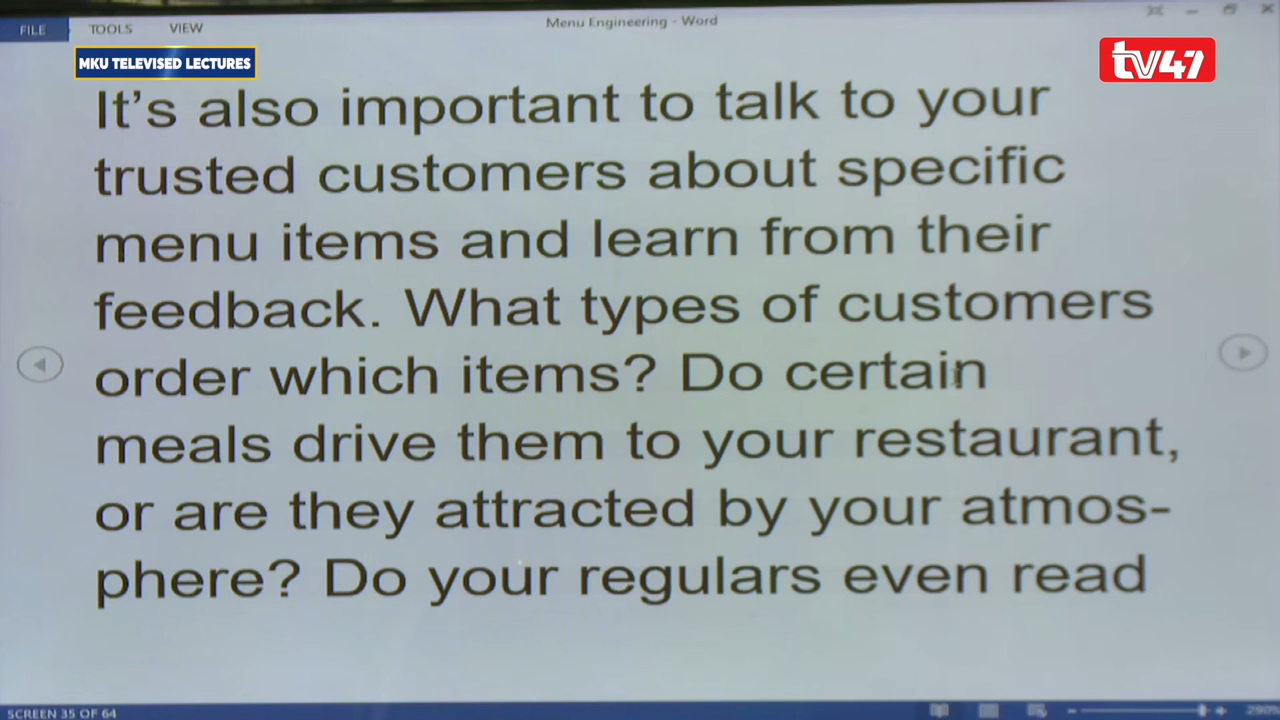 Menu Engineering - Word
FILE TOOLS VIEW
MKU TELEVISED LECTURES
tv47
It's also important to talk to your
trusted customers about specific
menu items and learn from their
feedback. What types of customers
order which items? Do certain
meals drive them to your restaurant,
or are they attracted by your atmos-
phere? Do your regulars even read
SCREEN 35 OF 64
290%